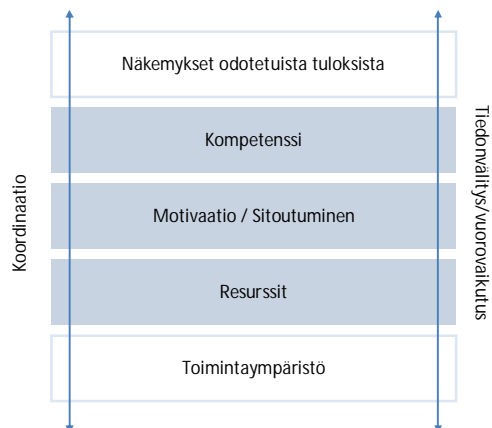 Näkemykset odotetuista tuloksista
Kompetenssi
Motivaatio / Sitoutuminen
Resurssit
Toimintaympäristö
Koordinaatio
Tiedonvälitys/vuorovaikutus